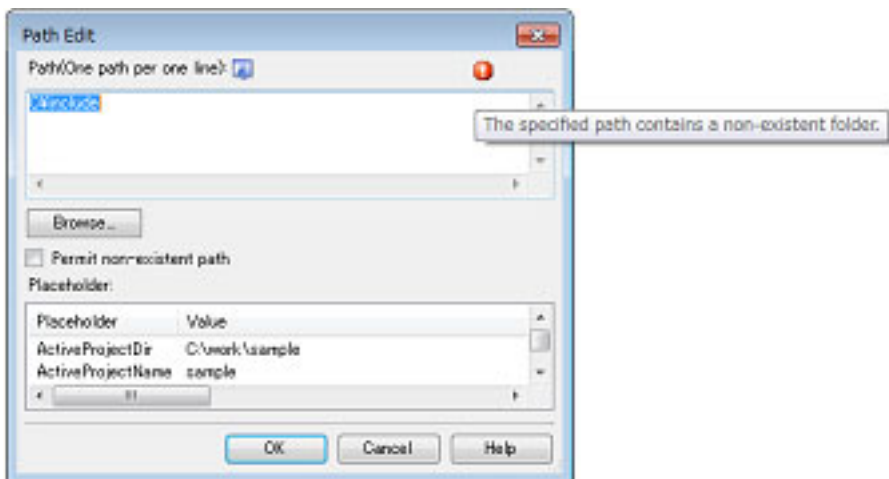 Path Edit
Path(One path per one line):
C:¥include
The specified path contains a non-existent folder.
Browse...
Permit non-existent path
Placeholder:
Placeholder Value
ActiveProjectDir C:\work\sample
ActiveProjectName sample
OK Cancel Help